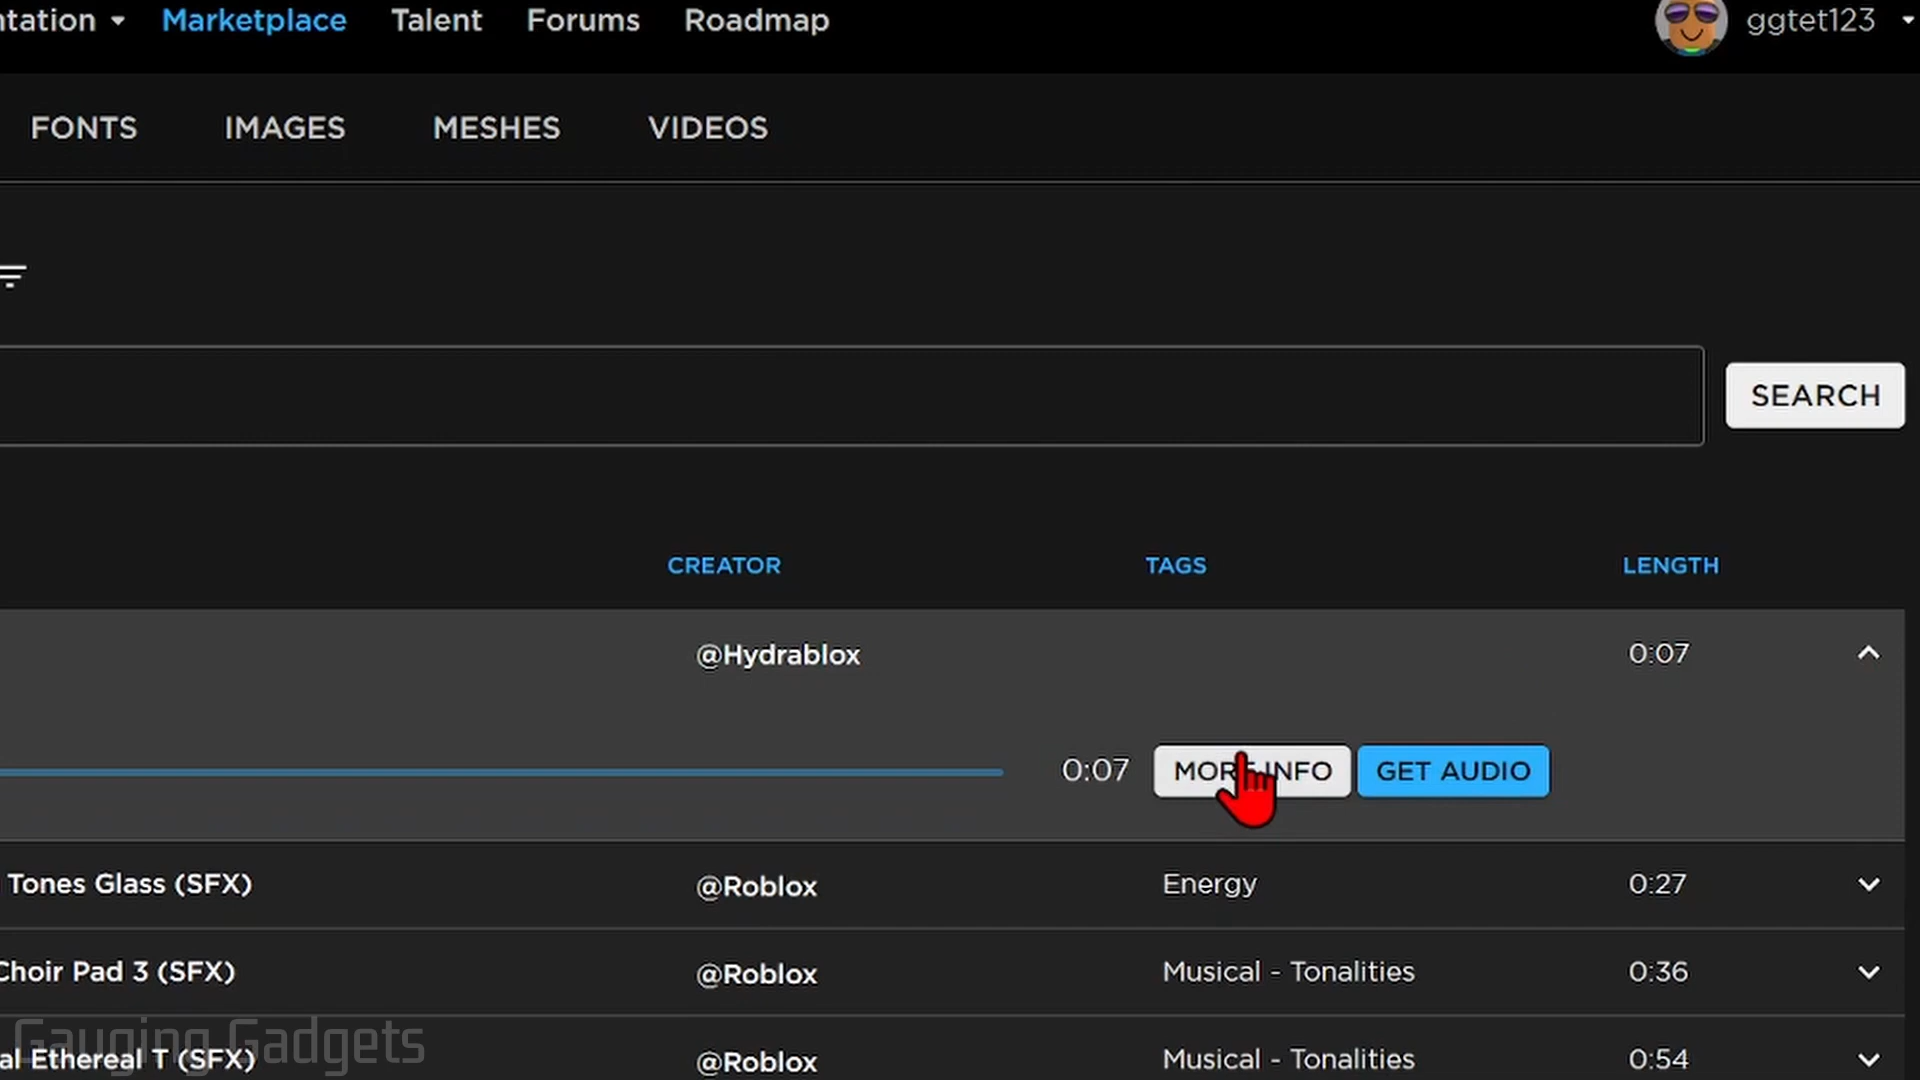 ntation Marketplace Talent Forums Roadmap ggtet123
FONTS IMAGES MESHES VIDEOS
SEARCH
CREATOR TAGS LENGTH
@Hydrablox 0:07
0:07 MORE INFO GET AUDIO
Tones Glass (SFX) @Roblox Energy 0:27
Choir Pad 3 (SFX) @Roblox Musical - Tonalities 0:36
al Ethereal T (SFX) @Roblox Musical - Tonalities 0:54
Gauging Gadgets